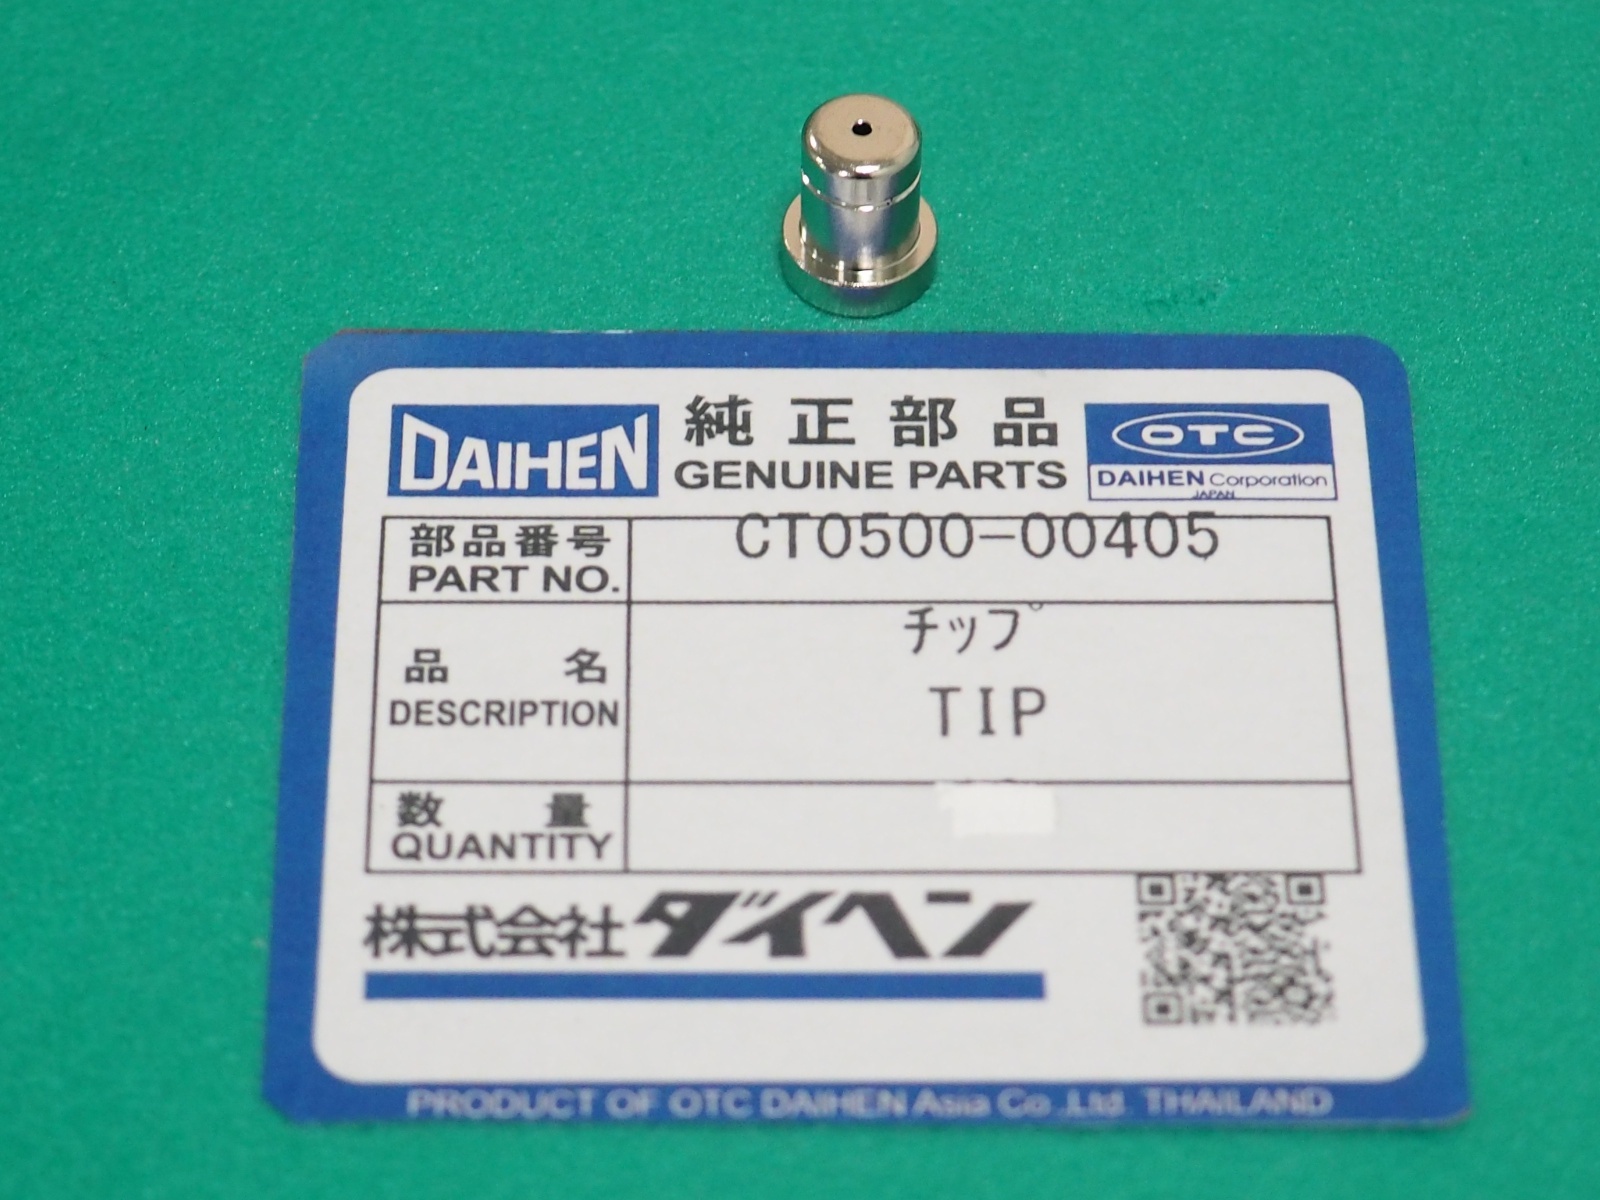 DAIHEN
純正部品
GENUINE PARTS
OTC
DAIHEN Corporation
JAPAN
部品番号
PART NO.
CT0500-00405
品名
DESCRIPTION
チップ
TIP
数量
QUANTITY
株式会社ダイヘン
PRODUCT OF OTC DAIHEN Asia Co.,Ltd. THAILAND